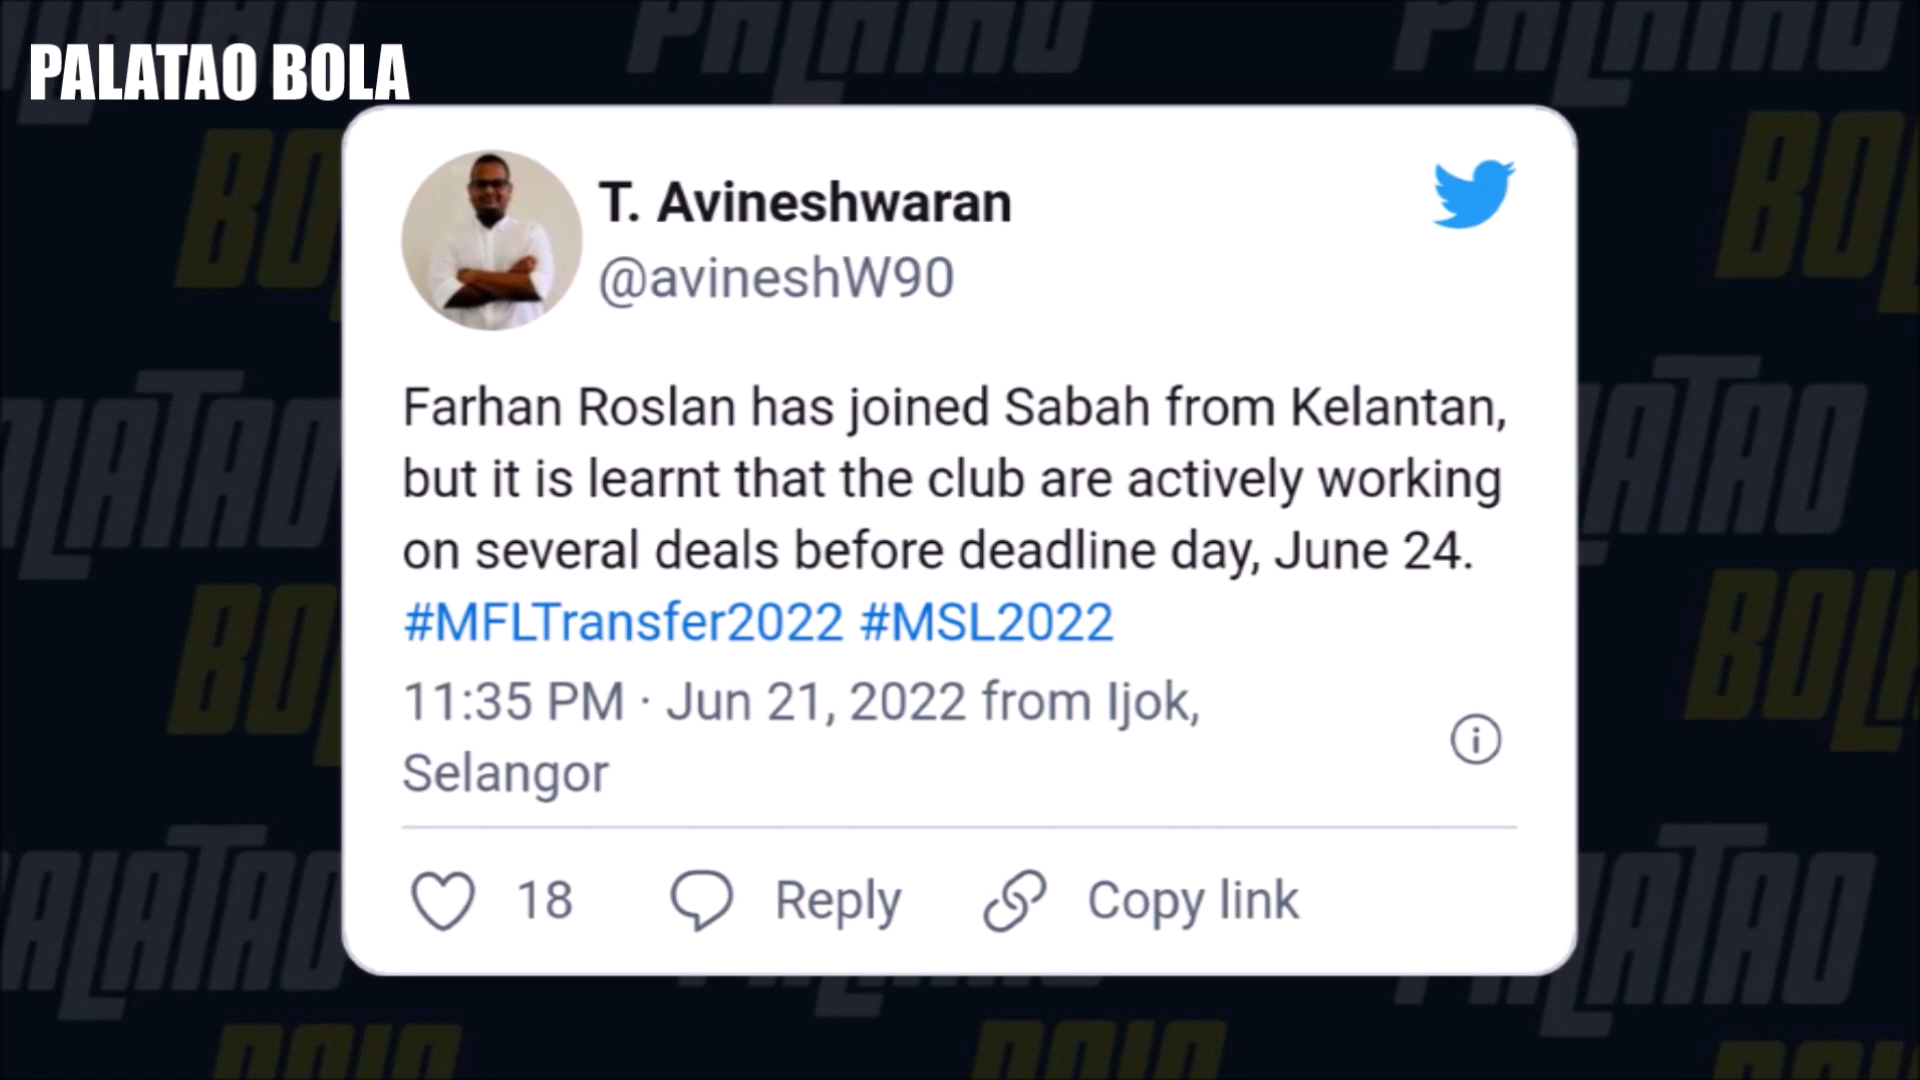 PALATAO BOLA
T. Avineshwaran
@avineshW90
Farhan Roslan has joined Sabah from Kelantan,
but it is learnt that the club are actively working
on several deals before deadline day, June 24.
#MFLTransfer2022 #MSL2022
11:35 PM · Jun 21, 2022 from Ijok,
Selangor
18 Reply Copy link